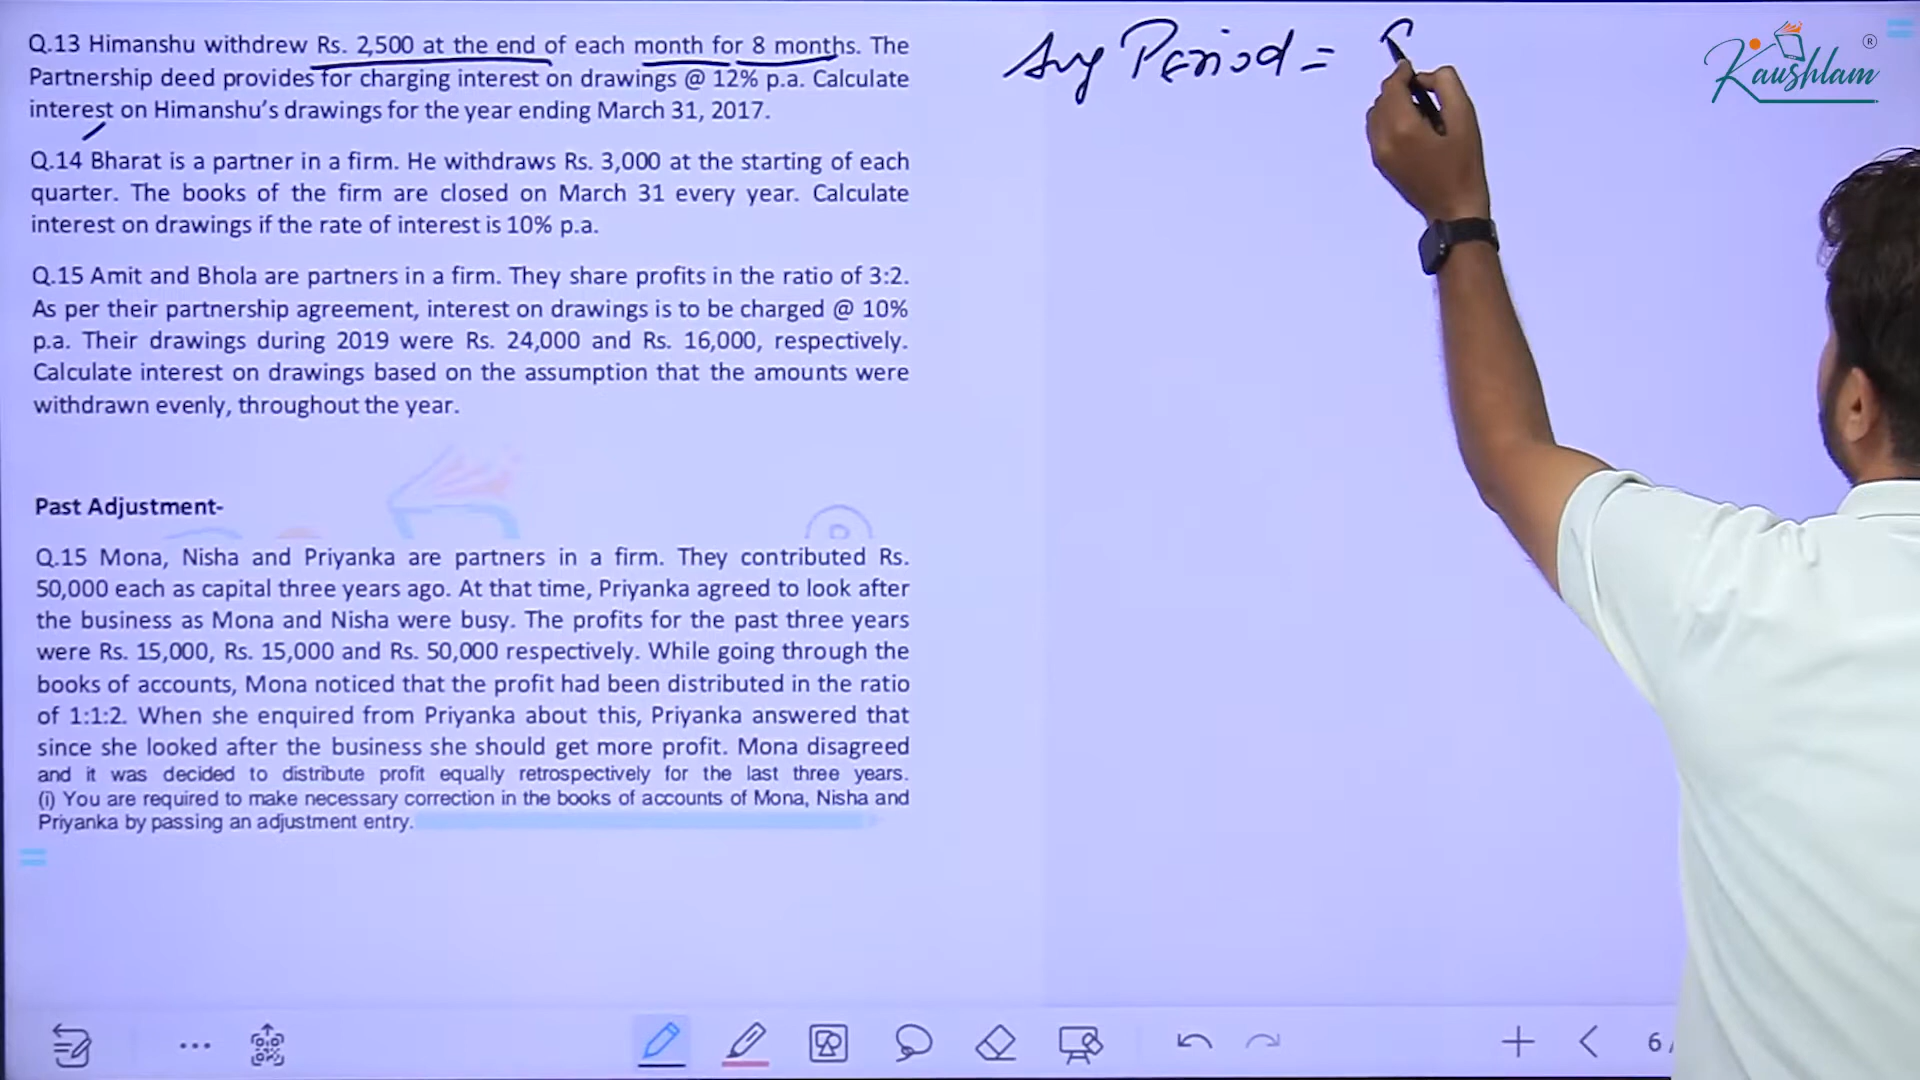 Q.13 Himanshu withdrew Rs. 2,500 at the end of each month for 8 months. The
Partnership deed provides for charging interest on drawings @ 12% p.a. Calculate
interest on Himanshu's drawings for the year ending March 31, 2017.
Q.14 Bharat is a partner in a firm. He withdraws Rs. 3,000 at the starting of each
quarter. The books of the firm are closed on March 31 every year. Calculate
interest on drawings if the rate of interest is 10% p.a.
Q.15 Amit and Bhola are partners in a firm. They share profits in the ratio of 3:2.
As per their partnership agreement, interest on drawings is to be charged @ 10%
p.a. Their drawings during 2019 were Rs. 24,000 and Rs. 16,000, respectively.
Calculate interest on drawings based on the assumption that the amounts were
withdrawn evenly, throughout the year.
Past Adjustment-
Q.15 Mona, Nisha and Priyanka are partners in a firm. They contributed Rs.
50,000 each as capital three years ago. At that time, Priyanka agreed to look after
the business as Mona and Nisha were busy. The profits for the past three years
were Rs. 15,000, Rs. 15,000 and Rs. 50,000 respectively. While going through the
books of accounts, Mona noticed that the profit had been distributed in the ratio
of 1:1:2. When she enquired from Priyanka about this, Priyanka answered that
since she looked after the business she should get more profit. Mona disagreed
and it was decided to distribute profit equally retrospectively for the last three years.
(i) You are required to make necessary correction in the books of accounts of Mona, Nisha and
Priyanka by passing an adjustment entry.
Avg Period =
Kaushlam ®
6/